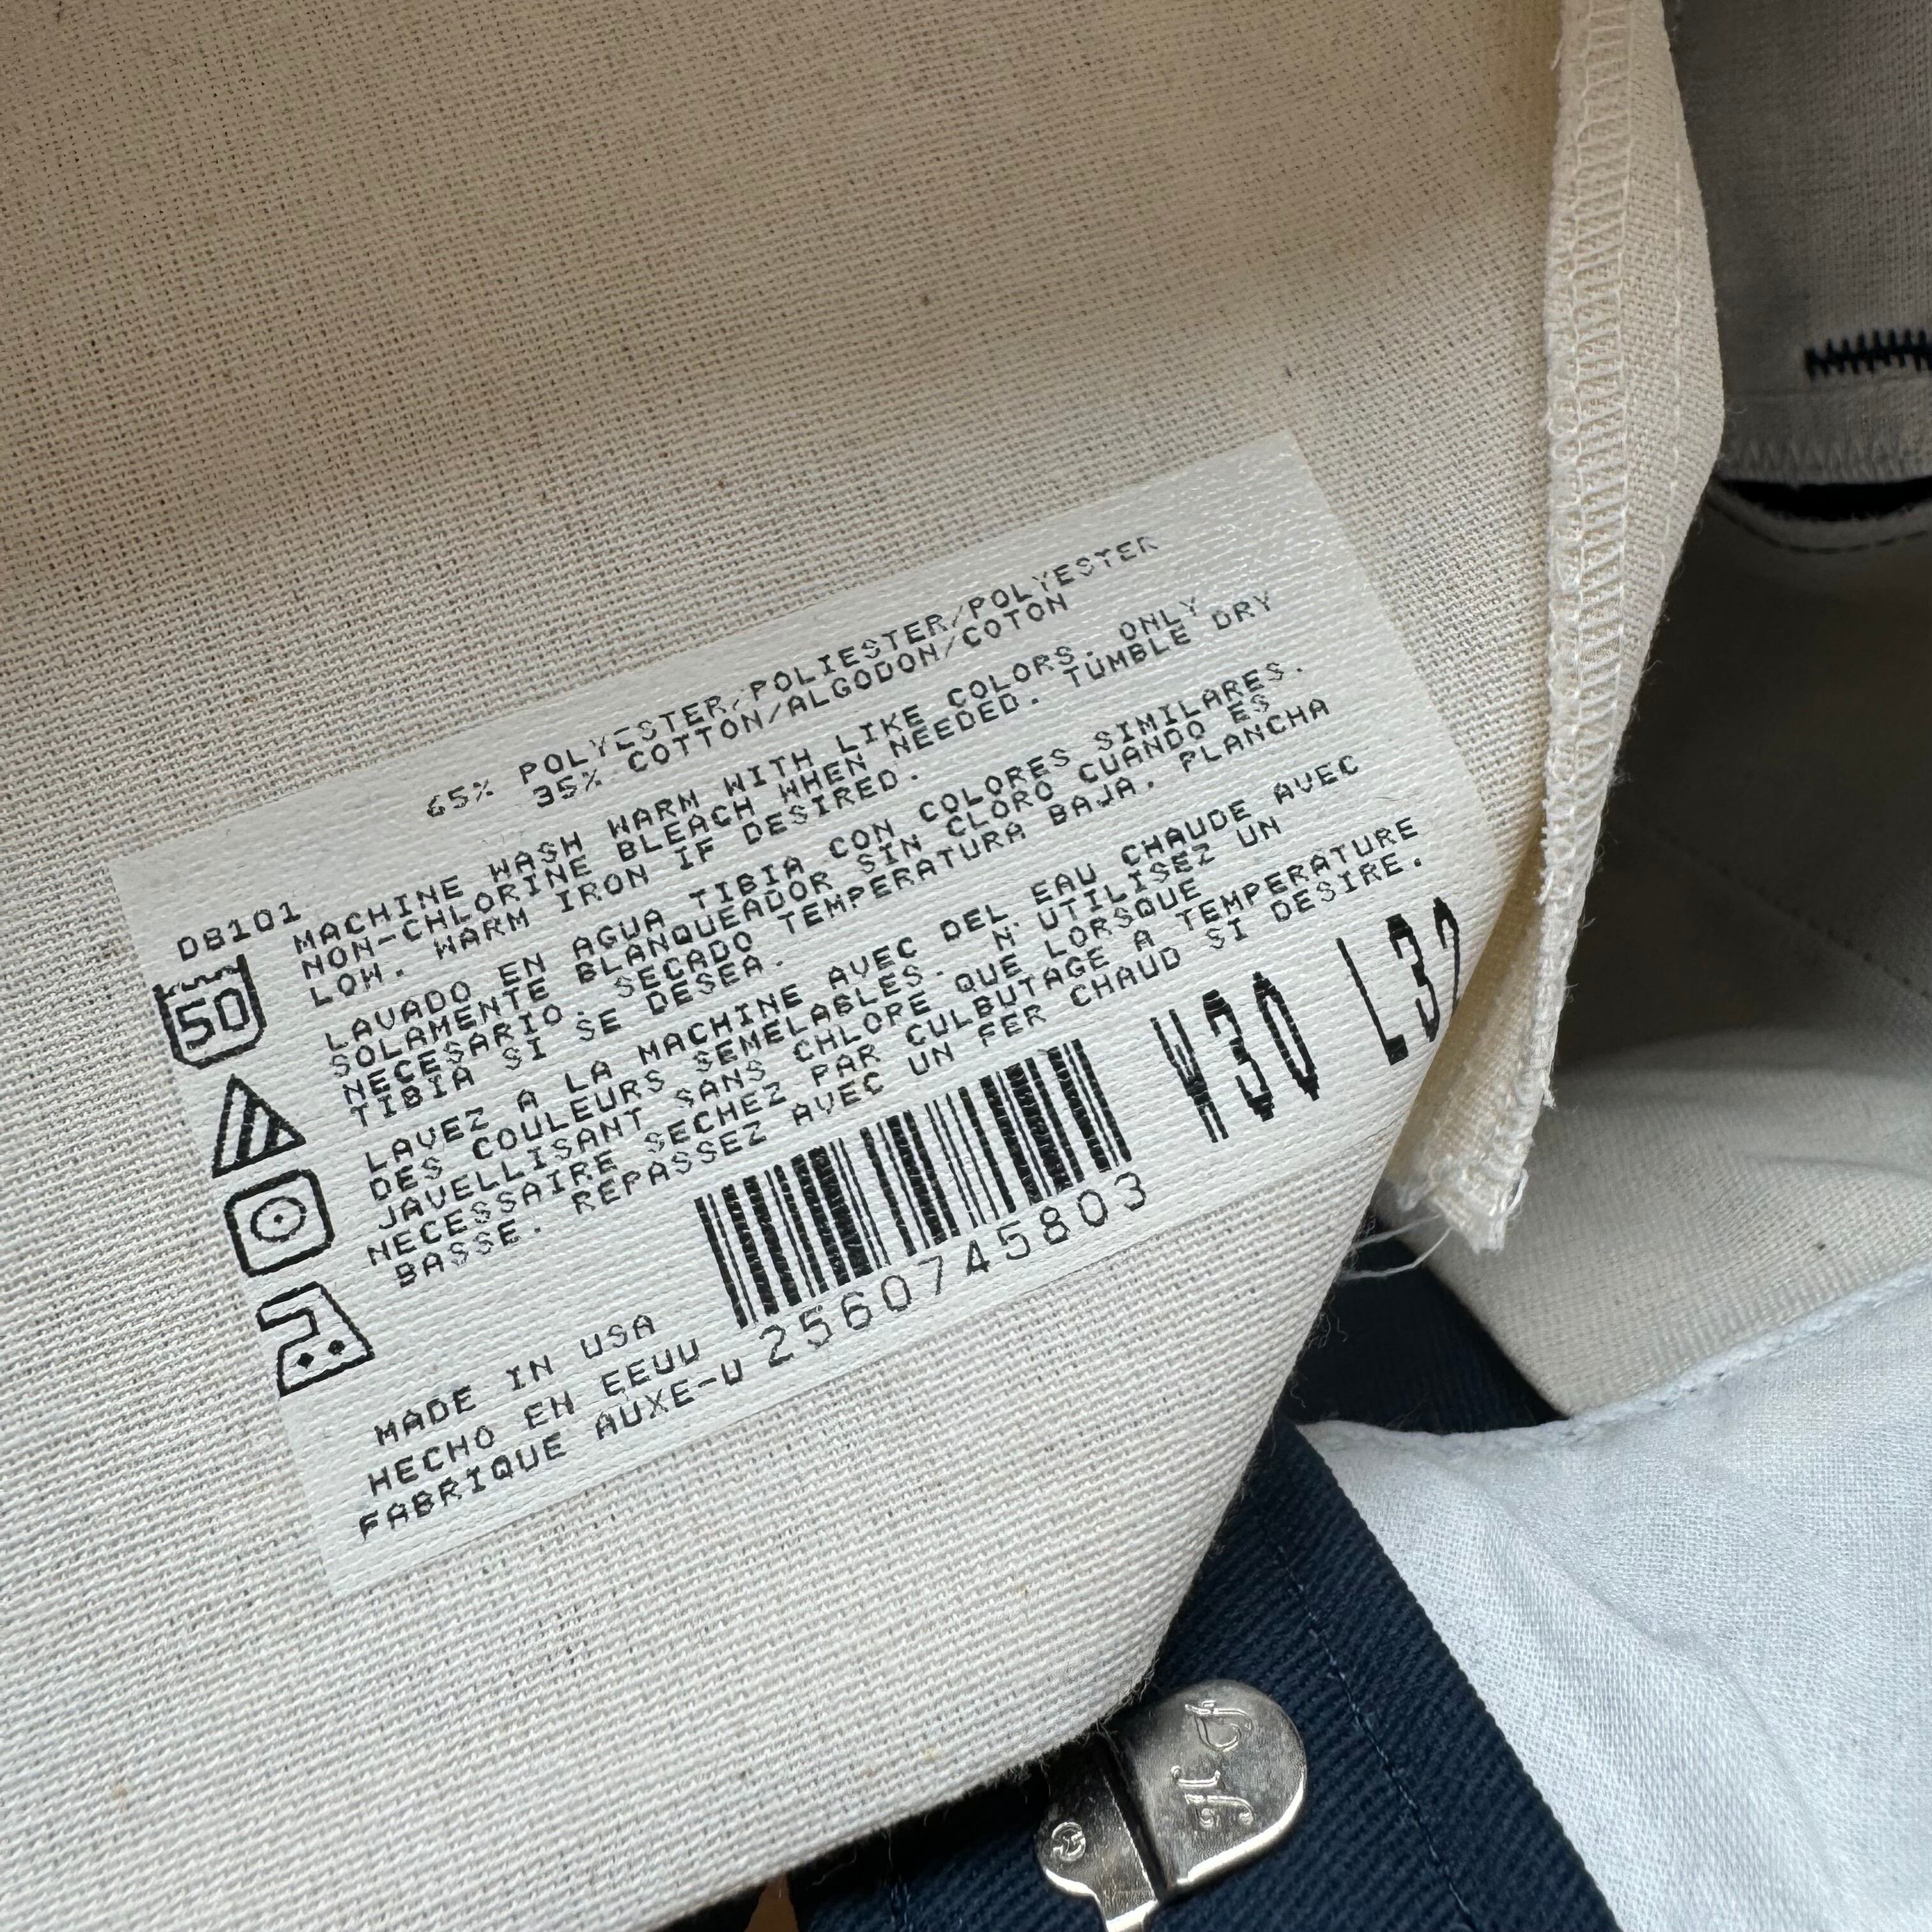 65% POLYESTER/POLIESTER/POLYESTER
35% COTTON/ALGODON/COTON
D8101
MACHINE WASH WARM WITH LIKE COLORS. ONLY
NON-CHLORINE BLEACH WHEN NEEDED. TUMBLE DRY
LOW. WARM IRON IF DESIRED.
LAVADO EN AGUA TIBIA CON COLORES SIMILARES.
SOLAMENTE BLANQUEADOR SIN CLORO CUANDO ES
NECESARIO. SECADO TEMPERATURA BAJA. PLANCHA
TIBIA SI SE DESEA.
LAVEZ A LA MACHINE AVEC DEL EAU CHAUDE AVEC
DES COULEURS SEMELABLES. N'UTILISEZ UN
JAVELLISANT SANS CHLORE QUE LORSQUE
NECESSAIRE SECHEZ PAR CULBUTAGE A TEMPERATURE
BASSE. REPASSEZ AVEC UN FER CHAUD SI DESIRE.
50
W30 L32
2560745803
MADE IN USA
HECHO EN EEUU
FABRIQUE AUXE-U